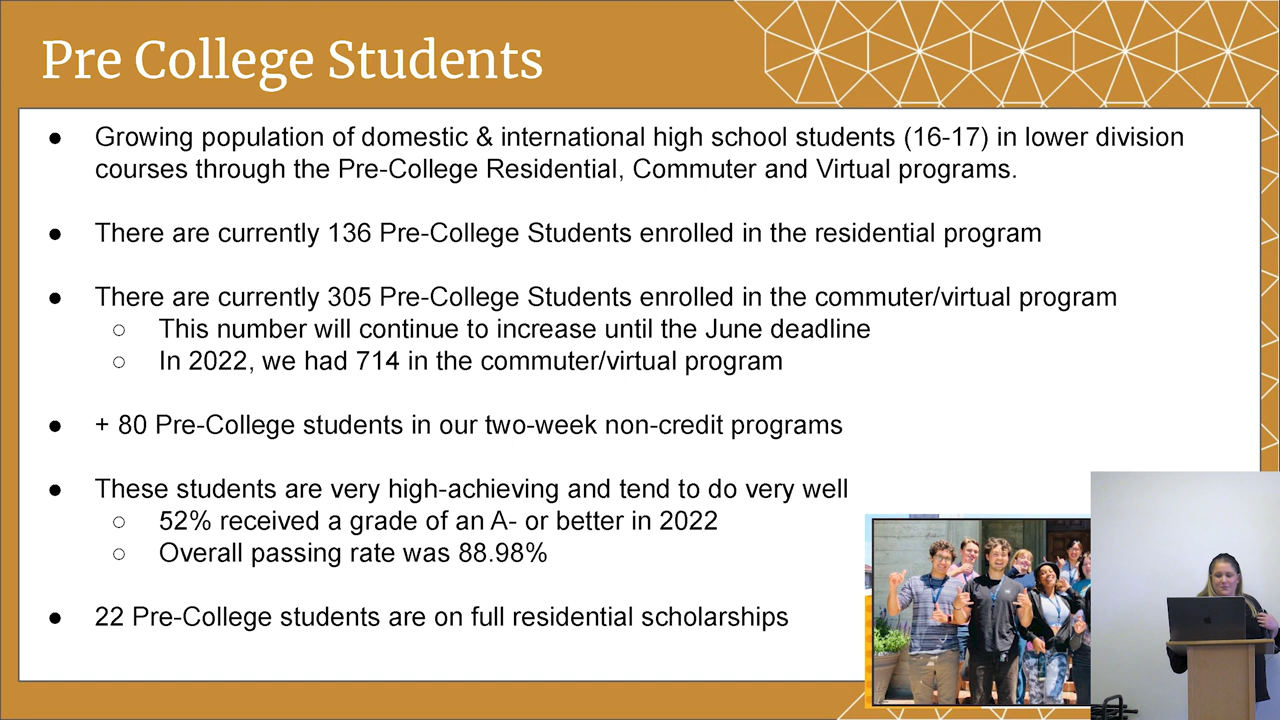 Pre College Students
● Growing population of domestic & international high school students (16-17) in lower division
courses through the Pre-College Residential, Commuter and Virtual programs.
● There are currently 136 Pre-College Students enrolled in the residential program
● There are currently 305 Pre-College Students enrolled in the commuter/virtual program
○ This number will continue to increase until the June deadline
○ In 2022, we had 714 in the commuter/virtual program
● + 80 Pre-College students in our two-week non-credit programs
● These students are very high-achieving and tend to do very well
○ 52% received a grade of an A- or better in 2022
○ Overall passing rate was 88.98%
● 22 Pre-College students are on full residential scholarships